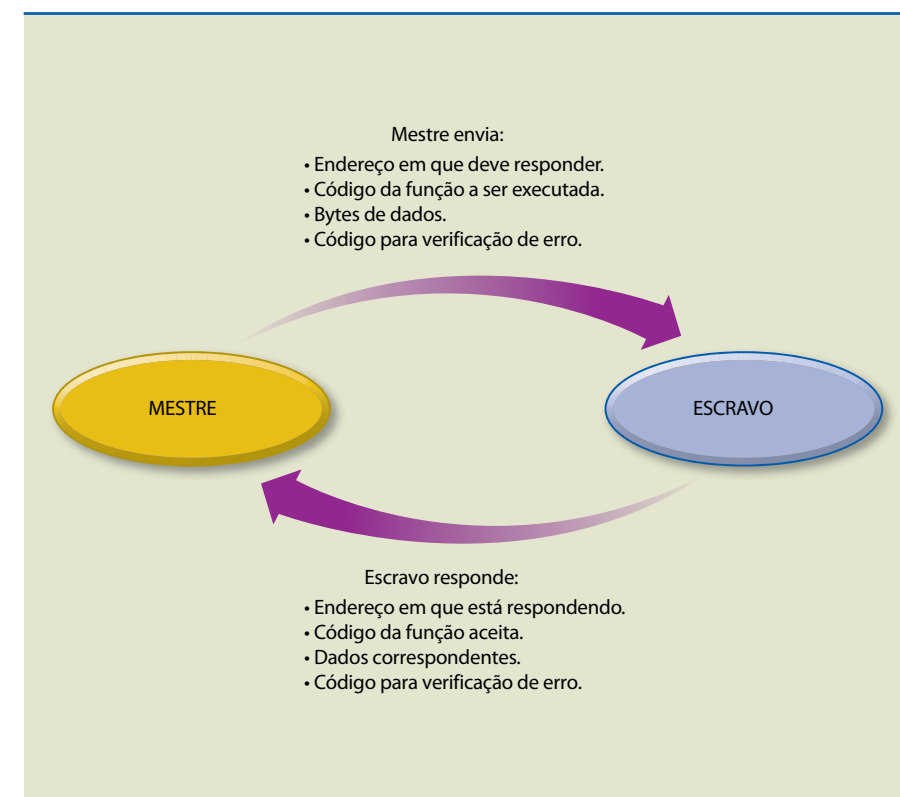 Mestre envia:
• Endereço em que deve responder.
• Código da função a ser executada.
• Bytes de dados.
• Código para verificação de erro.
MESTRE
ESCRAVO
Escravo responde:
• Endereço em que está respondendo.
• Código da função aceita.
• Dados correspondentes.
• Código para verificação de erro.